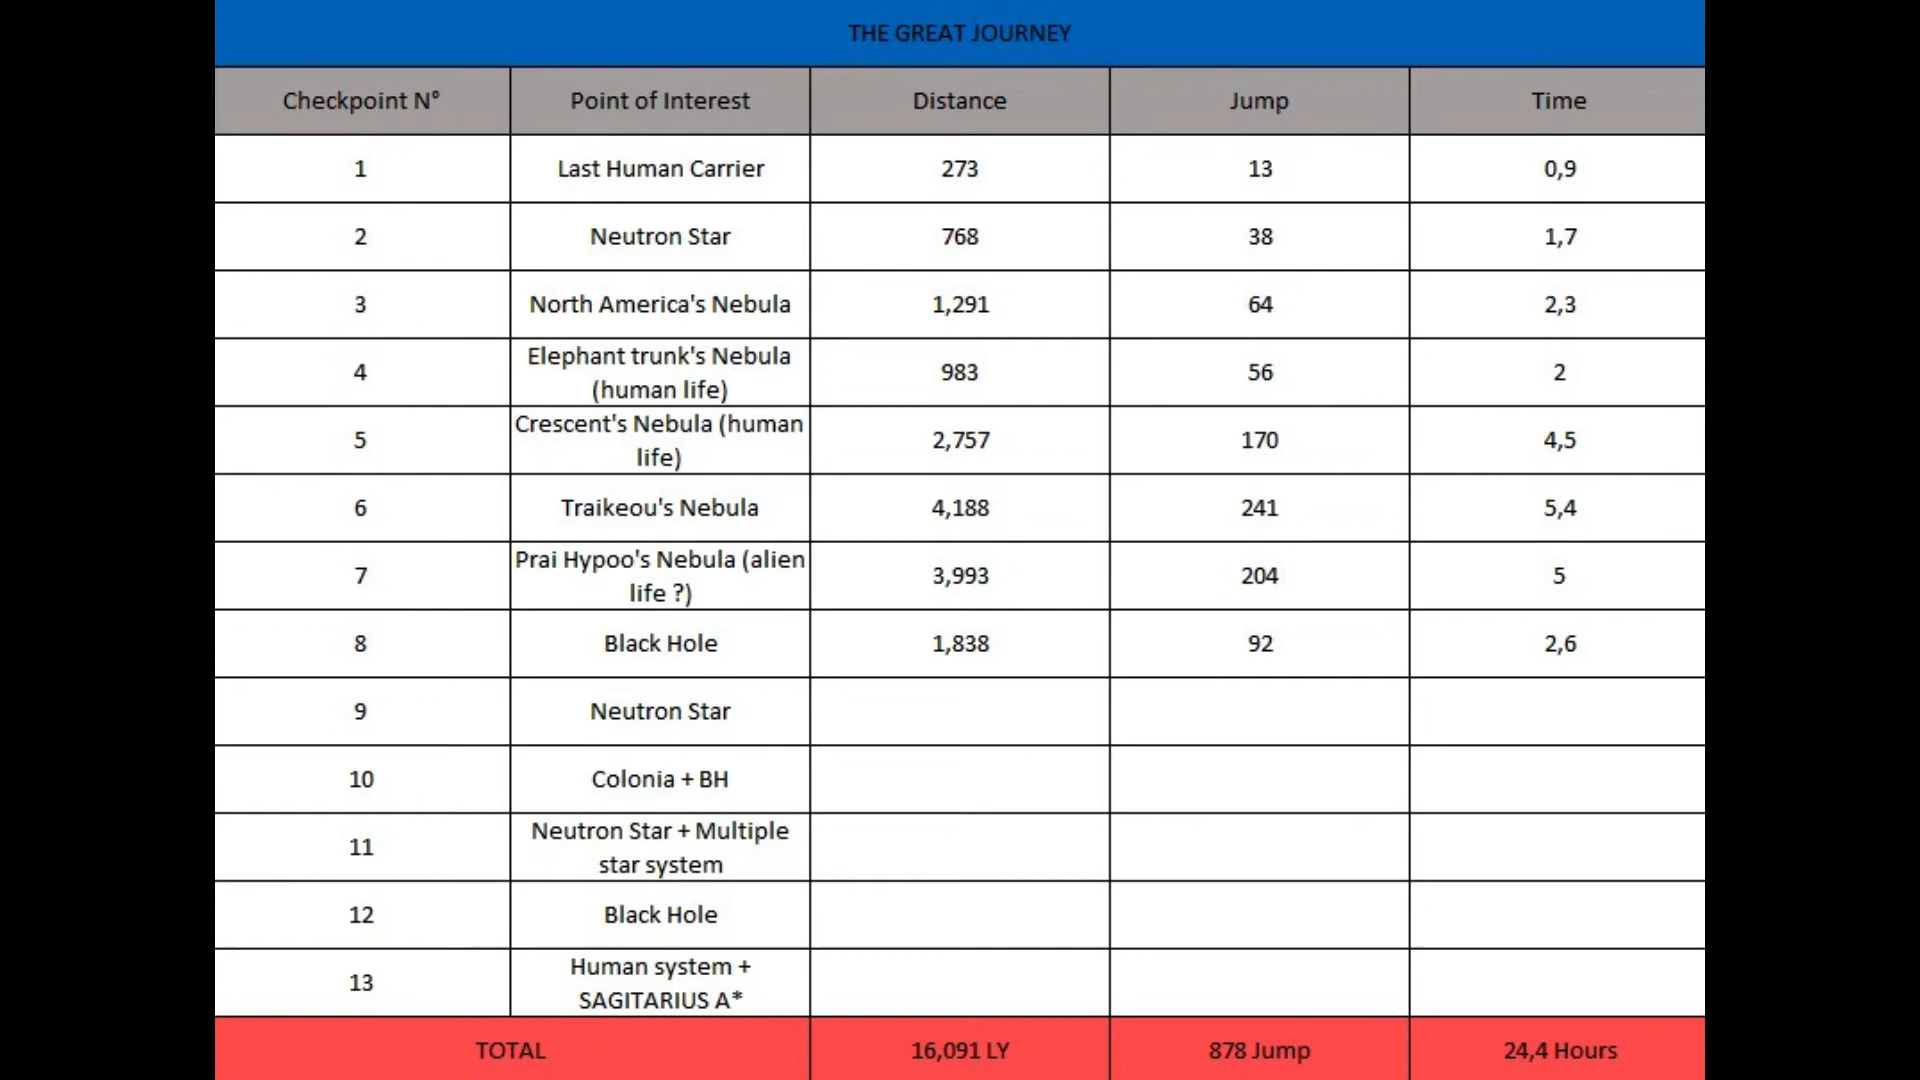 THE GREAT JOURNEY
Checkpoint N° Point of Interest Distance Jump Time
1 Last Human Carrier 273 13 0,9
2 Neutron Star 768 38 1,7
3 North America's Nebula 1,291 64 2,3
4 Elephant trunk's Nebula (human life) 983 56 2
5 Crescent's Nebula (human life) 2,757 170 4,5
6 Traikeou's Nebula 4,188 241 5,4
7 Prai Hypoo's Nebula (alien life ?) 3,993 204 5
8 Black Hole 1,838 92 2,6
9 Neutron Star
10 Colonia + BH
11 Neutron Star + Multiple star system
12 Black Hole
13 Human system + SAGITARIUS A*
TOTAL 16,091 LY 878 Jump 24,4 Hours